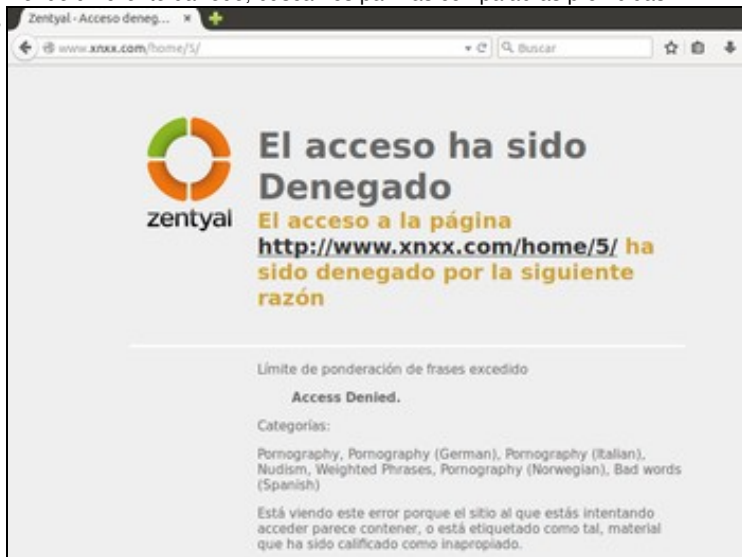 Zentyal - Acceso deneg...
www.xnxx.com/home/5/
Buscar
zentyal
El acceso ha sido
Denegado
El acceso a la página
http://www.xnxx.com/home/5/ ha
sido denegado por la siguiente
razón
Límite de ponderación de frases excedido
Access Denied.
Categorías:
Pornography, Pornography (German), Pornography (Italian),
Nudism, Weighted Phrases, Pornography (Norwegian), Bad words
(Spanish)
Está viendo este error porque el sitio al que estás intentando
acceder parece contener, o está etiquetado como tal, material
que ha sido calificado como inapropiado.